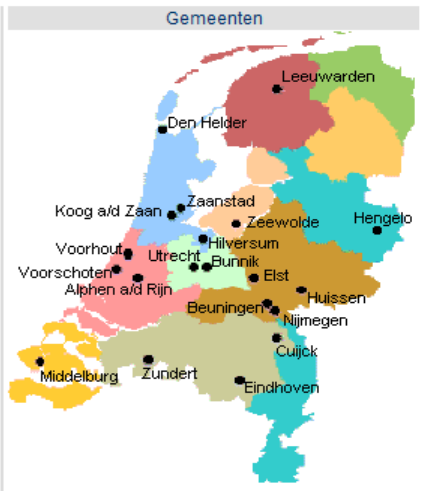 Gemeenten
Leeuwarden
Den Helder
Zaanstad
Koog a/d Zaan
Zeewolde
Hengelo
Hilversum
Voorhout
Utrecht
Bunnik
Voorschoten
Elst
Alphen a/d Rijn
Huissen
Beuningen
Nijmegen
Cuijck
Zundert
Middelburg
Eindhoven